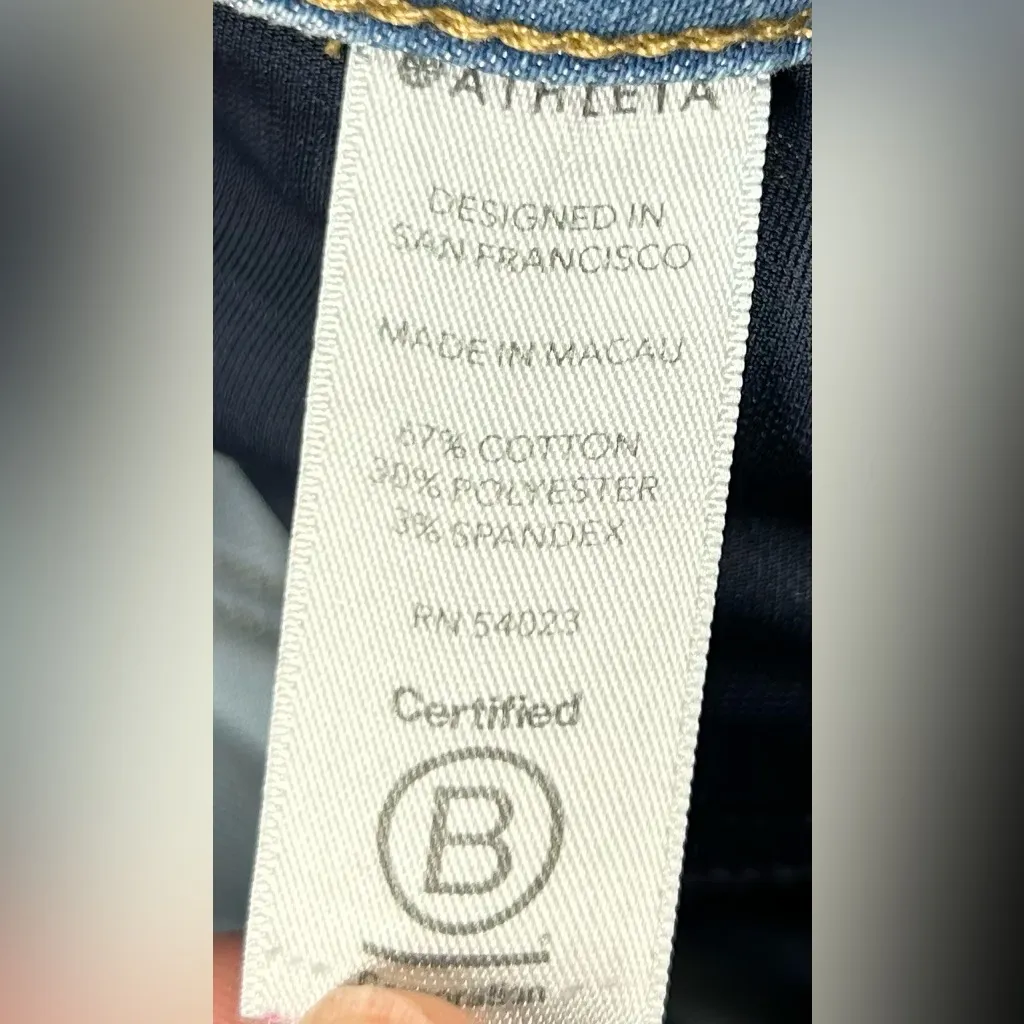 ATHLETA
DESIGNED IN
SAN FRANCISCO
MADE IN MACAU
67% COTTON
30% POLYESTER
3% SPANDEX
RN 54023
Certified
B